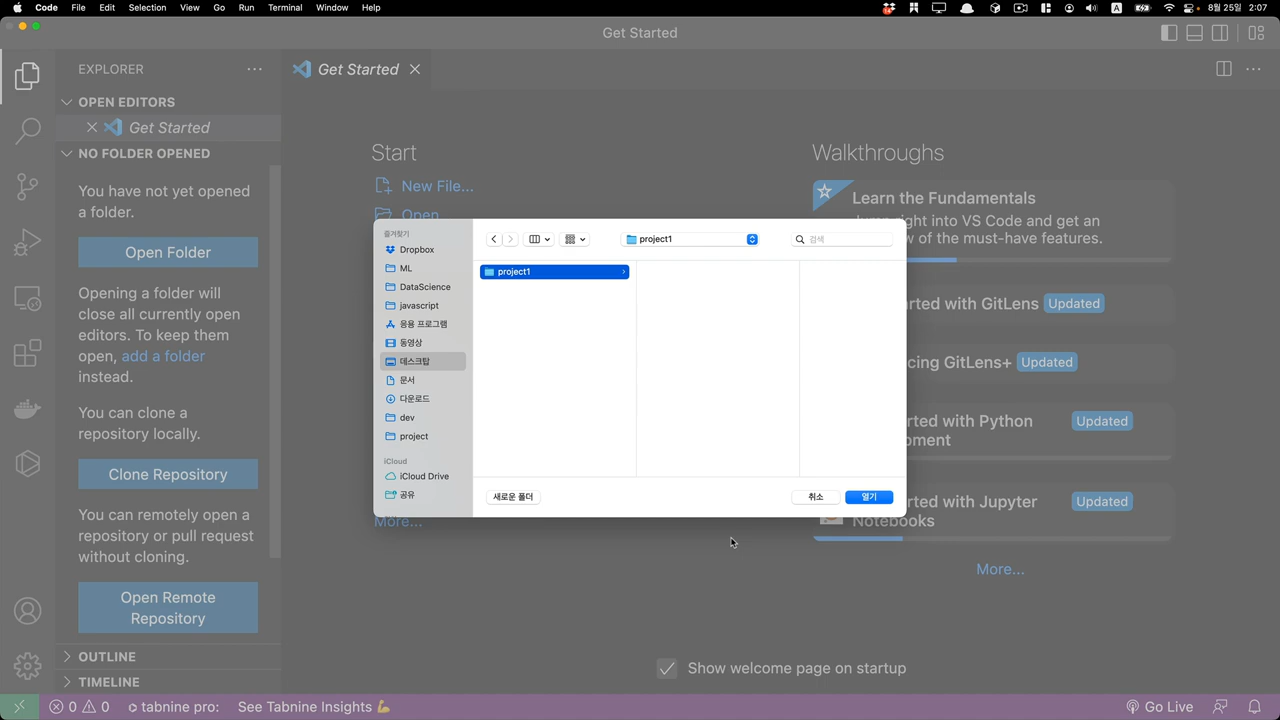 Code File Edit Selection View Go Run Terminal Window Help
14
A
8월 25일 2:07
Get Started
EXPLORER
Get Started
OPEN EDITORS
Get Started
NO FOLDER OPENED
You have not yet opened
a folder.
Open Folder
Opening a folder will
close all currently open
editors. To keep them
open, add a folder
instead.
You can clone a
repository locally.
Clone Repository
You can remotely open a
repository or pull request
without cloning.
Open Remote
Repository
OUTLINE
TIMELINE
Start
New File...
Open
More...
즐겨찾기
Dropbox
ML
DataScience
javascript
응용 프로그램
동영상
데스크탑
문서
다운로드
dev
project
iCloud
iCloud Drive
공유
project1
검색
project1
새로운 폴더
취소
열기
Walkthroughs
Learn the Fundamentals
right into VS Code and get an
w of the must-have features.
arted with GitLens Updated
cing GitLens+ Updated
arted with Python Updated
opment
arted with Jupyter Updated
Notebooks
More...
Show welcome page on startup
0 0
tabnine pro:
See Tabnine Insights 💪
Go Live